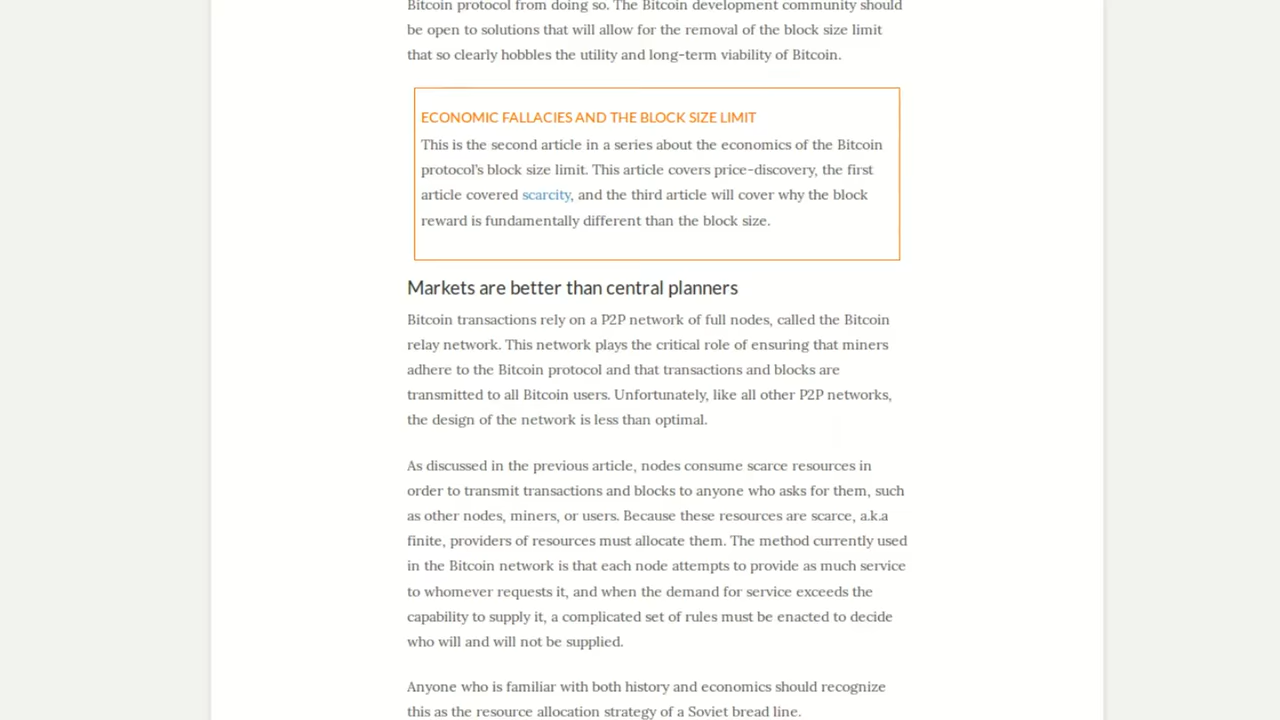 Bitcoin protocol from doing so. The Bitcoin development community should
be open to solutions that will allow for the removal of the block size limit
that so clearly hobbles the utility and long-term viability of Bitcoin.
ECONOMIC FALLACIES AND THE BLOCK SIZE LIMIT
This is the second article in a series about the economics of the Bitcoin
protocol's block size limit. This article covers price-discovery, the first
article covered scarcity, and the third article will cover why the block
reward is fundamentally different than the block size.
Markets are better than central planners
Bitcoin transactions rely on a P2P network of full nodes, called the Bitcoin
relay network. This network plays the critical role of ensuring that miners
adhere to the Bitcoin protocol and that transactions and blocks are
transmitted to all Bitcoin users. Unfortunately, like all other P2P networks,
the design of the network is less than optimal.
As discussed in the previous article, nodes consume scarce resources in
order to transmit transactions and blocks to anyone who asks for them, such
as other nodes, miners, or users. Because these resources are scarce, a.k.a
finite, providers of resources must allocate them. The method currently used
in the Bitcoin network is that each node attempts to provide as much service
to whomever requests it, and when the demand for service exceeds the
capability to supply it, a complicated set of rules must be enacted to decide
who will and will not be supplied.
Anyone who is familiar with both history and economics should recognize
this as the resource allocation strategy of a Soviet bread line.